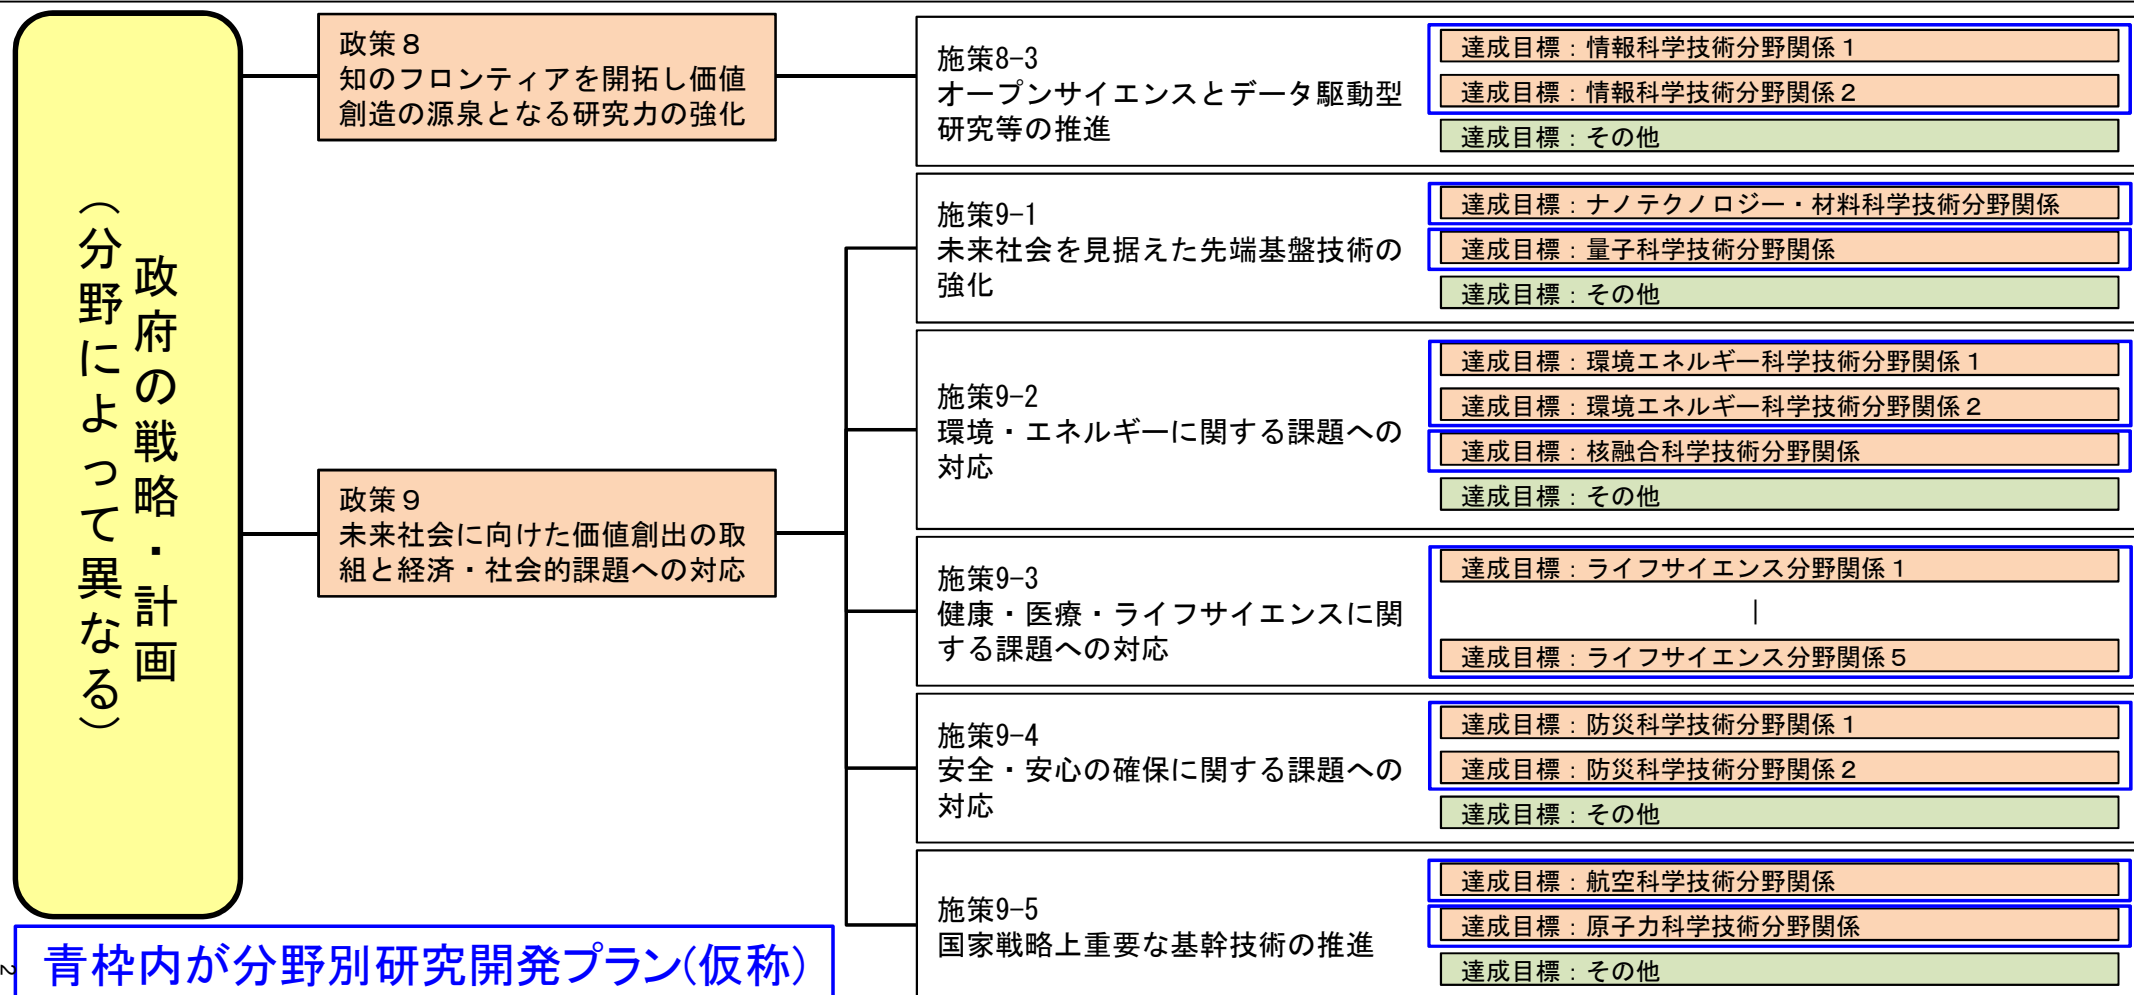 政府の戦略・計画
（分野によって異なる）
政策８
知のフロンティアを開拓し価値
創造の源泉となる研究力の強化
施策8-3
オープンサイエンスとデータ駆動型
研究等の推進
達成目標：情報科学技術分野関係１
達成目標：情報科学技術分野関係２
達成目標：その他
政策９
未来社会に向けた価値創出の取
組と経済・社会的課題への対応
施策9-1
未来社会を見据えた先端基盤技術の
強化
達成目標：ナノテクノロジー・材料科学技術分野関係
達成目標：量子科学技術分野関係
達成目標：その他
施策9-2
環境・エネルギーに関する課題への
対応
達成目標：環境エネルギー科学技術分野関係１
達成目標：環境エネルギー科学技術分野関係２
達成目標：核融合科学技術分野関係
達成目標：その他
施策9-3
健康・医療・ライフサイエンスに関
する課題への対応
達成目標：ライフサイエンス分野関係１
｜
達成目標：ライフサイエンス分野関係５
施策9-4
安全・安心の確保に関する課題への
対応
達成目標：防災科学技術分野関係１
達成目標：防災科学技術分野関係２
達成目標：その他
施策9-5
国家戦略上重要な基幹技術の推進
達成目標：航空科学技術分野関係
達成目標：原子力科学技術分野関係
達成目標：その他
青枠内が分野別研究開発プラン(仮称)
2